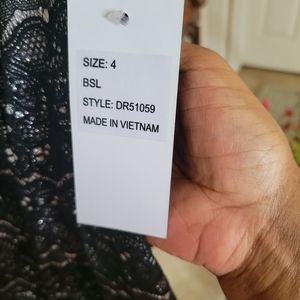 SIZE: 4
BSL
STYLE: DR51059
MADE IN VIETNAM